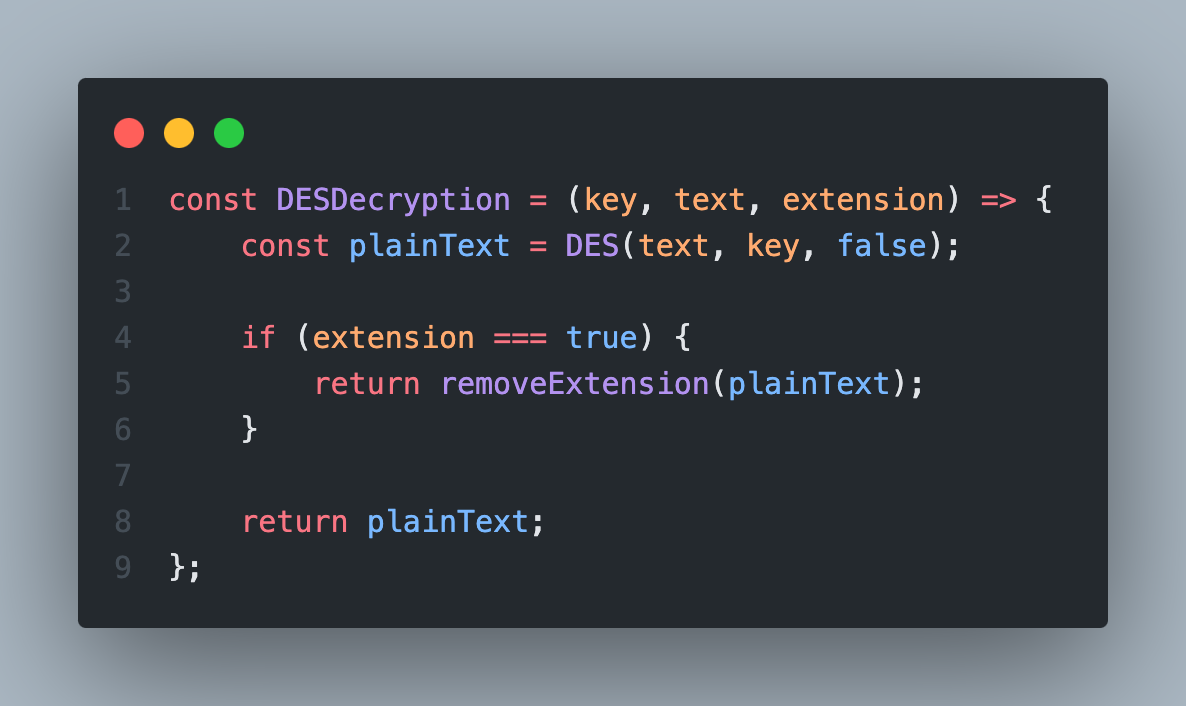 1 const DESDecryption = (key, text, extension) => {
2     const plainText = DES(text, key, false);
3
4     if (extension === true) {
5         return removeExtension(plainText);
6     }
7
8     return plainText;
9 };